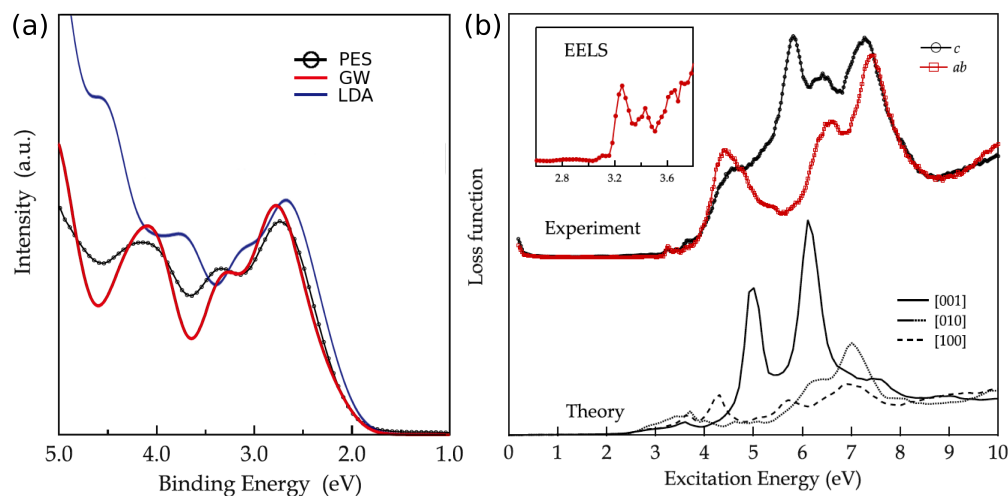 (a)
PES
GW
LDA
Intensity (a.u.)
5.0 4.0 3.0 2.0 1.0
Binding Energy (eV)
(b)
EELS
2.8 3.2 3.6
c
ab
Loss function
Experiment
[001]
[010]
[100]
Theory
0 1 2 3 4 5 6 7 8 9 10
Excitation Energy (eV)